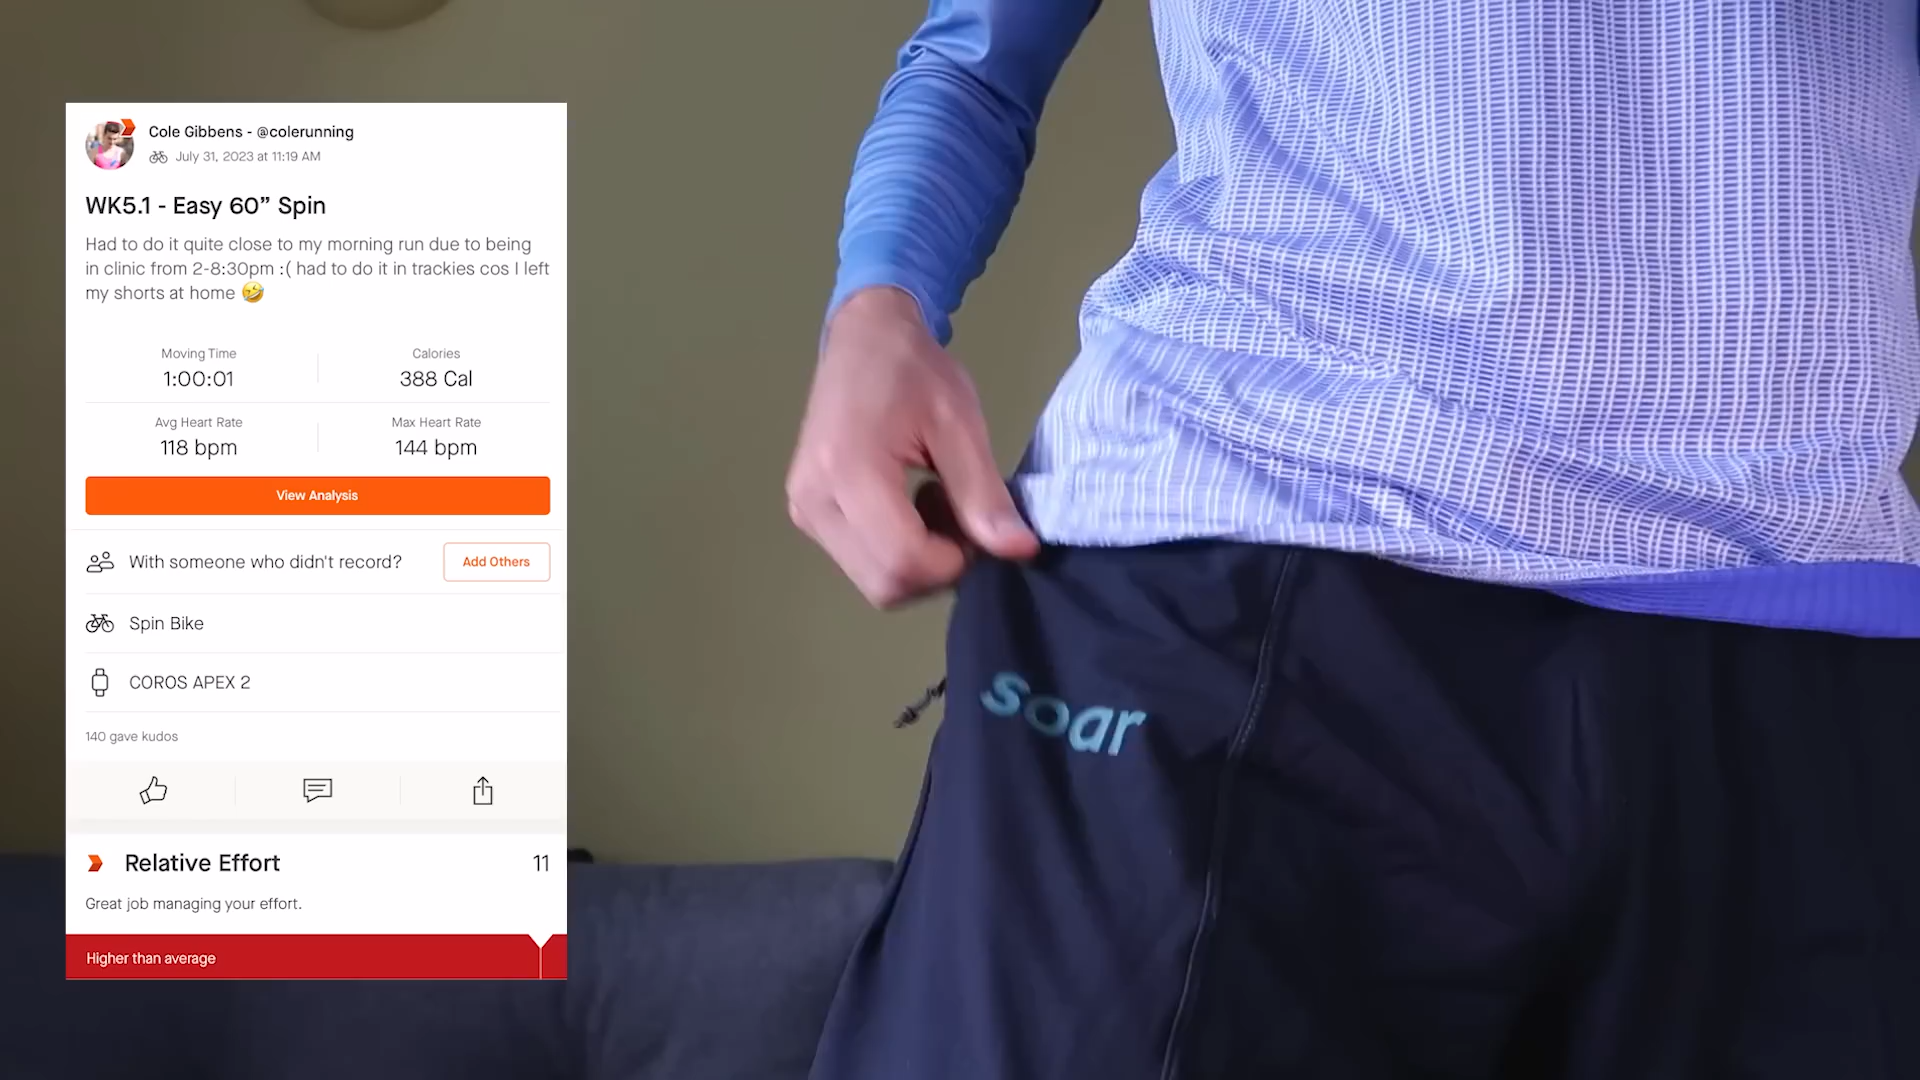 Cole Gibbens - @colerunning
July 31, 2023 at 11:19 AM
WK5.1 - Easy 60” Spin
Had to do it quite close to my morning run due to being
in clinic from 2-8:30pm :( had to do it in trackies cos I left
my shorts at home 🤣
Moving Time
1:00:01
Calories
388 Cal
Avg Heart Rate
118 bpm
Max Heart Rate
144 bpm
View Analysis
With someone who didn't record?
Add Others
Spin Bike
COROS APEX 2
140 gave kudos
Relative Effort
11
Great job managing your effort.
Higher than average
soar